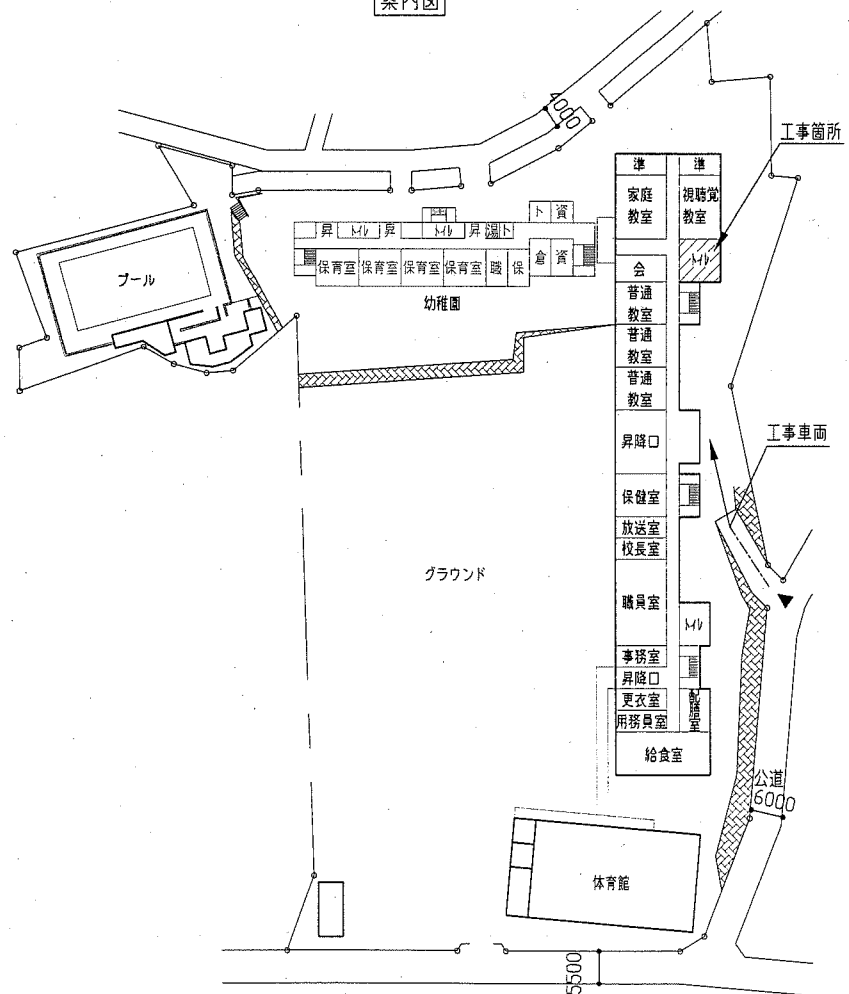 案内図
4000
工事箇所
準
準
家庭
教室
視聴覚
教室
トイレ
ト
資
昇
トイレ
昇
トイレ
昇
湯
ト
保育室
保育室
保育室
保育室
職
保
倉
資
幼稚園
プール
会
普通
教室
普通
教室
普通
教室
昇降口
工事車両
保健室
放送室
校長室
グラウンド
職員室
トイレ
事務室
昇降口
更衣室
配膳室
用務員室
給食室
公道
6000
体育館
5500